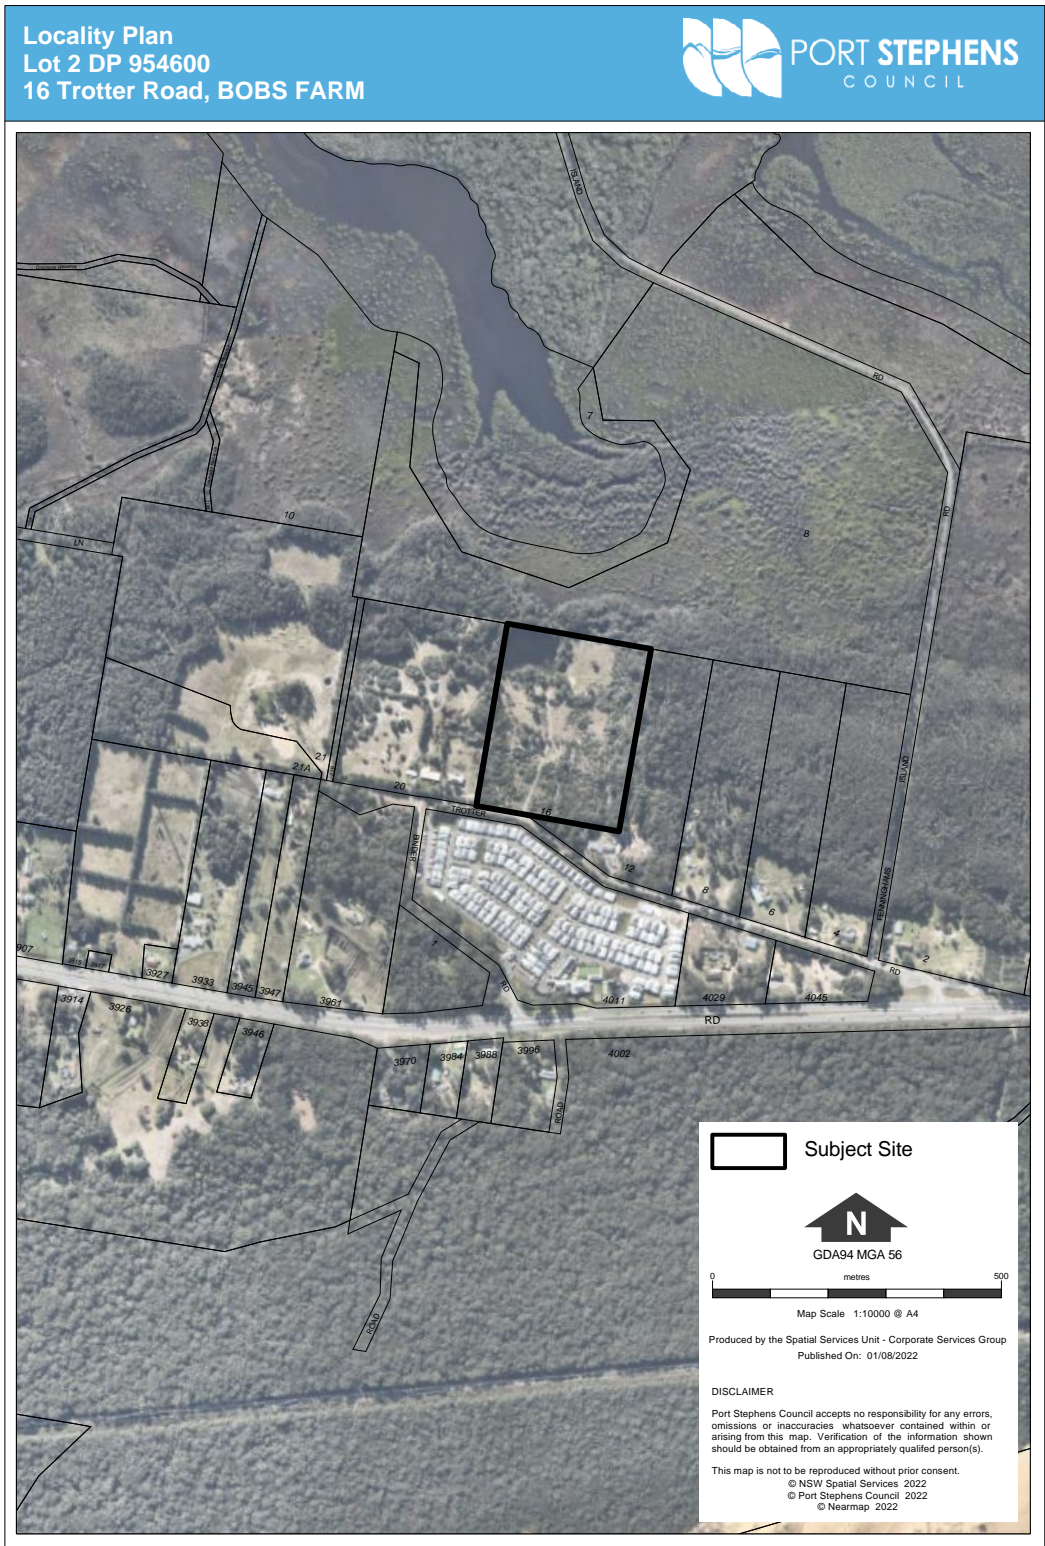 Locality Plan
Lot 2 DP 954600
16 Trotter Road, BOBS FARM
PORT STEPHENS
COUNCIL
ISLAND
RD
7
RD
8
10
LN
21
21A
20
TROTTER
16
BINDER
ISLAND
12
8
6
4
2
FENNINGHAMS
RD
1
RD
907
3927
3933
3945
3947
3961
4011
4029
4045
3914
3926
3936
3946
RD
3970
3984
3988
3996
4002
ROAD
ROAD
Subject Site
N
GDA94 MGA 56
0 metres 500
Map Scale 1:10000 @ A4
Produced by the Spatial Services Unit - Corporate Services Group
Published On: 01/08/2022
DISCLAIMER
Port Stephens Council accepts no responsibility for any errors,
omissions or inaccuracies whatsoever contained within or
arising from this map. Verification of the information shown
should be obtained from an appropriately qualifed person(s).
This map is not to be reproduced without prior consent.
© NSW Spatial Services 2022
© Port Stephens Council 2022
© Nearmap 2022